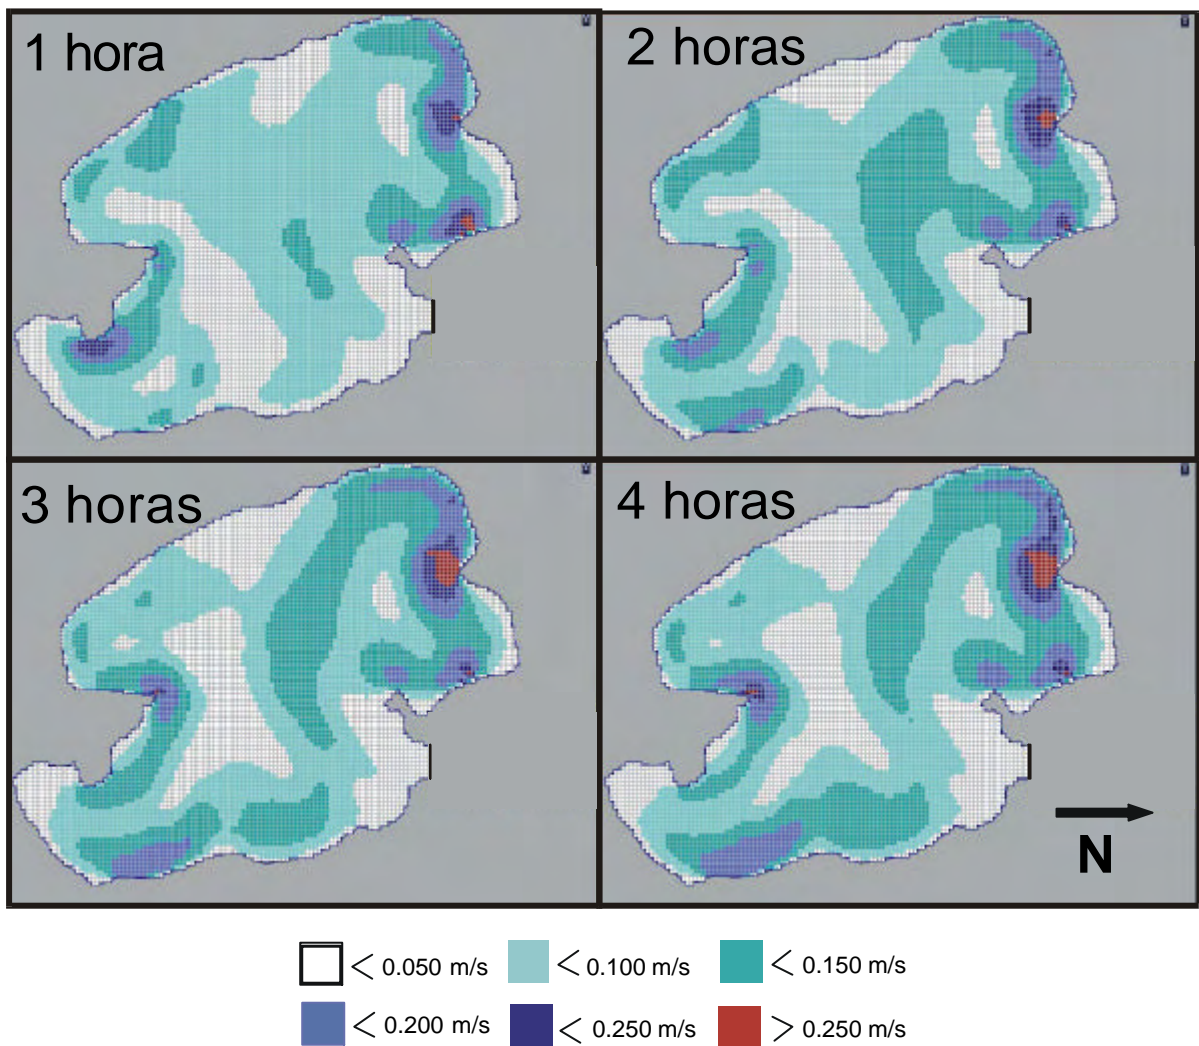 1 hora
2 horas
3 horas
4 horas
N
< 0.050 m/s
< 0.100 m/s
< 0.150 m/s
< 0.200 m/s
< 0.250 m/s
> 0.250 m/s